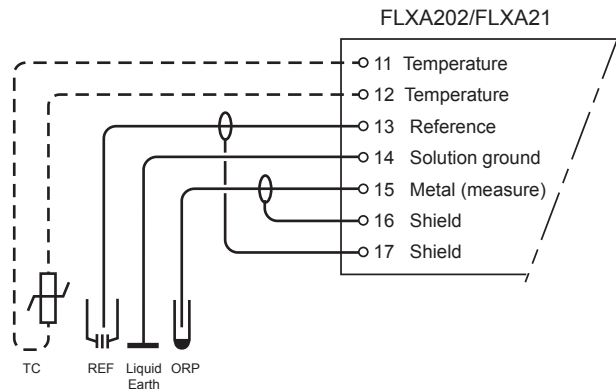 FLXA202/FLXA21
11 Temperature
12 Temperature
13 Reference
14 Solution ground
15 Metal (measure)
16 Shield
17 Shield
TC
REF
Liquid
Earth
ORP